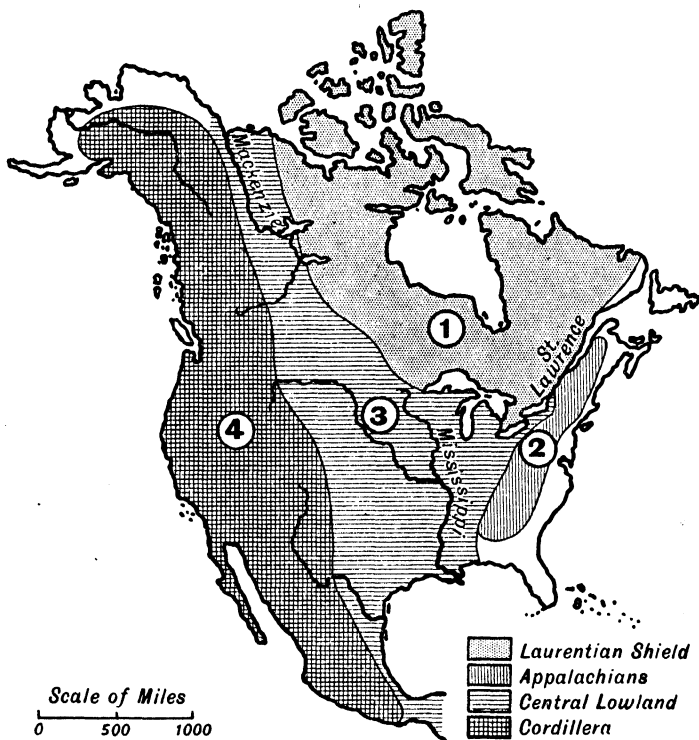 Mackenzie
1
St.
Lawrence
3
4
2
Mississippi
Laurentian Shield
Appalachians
Central Lowland
Cordillera
Scale of Miles
0 500 1000